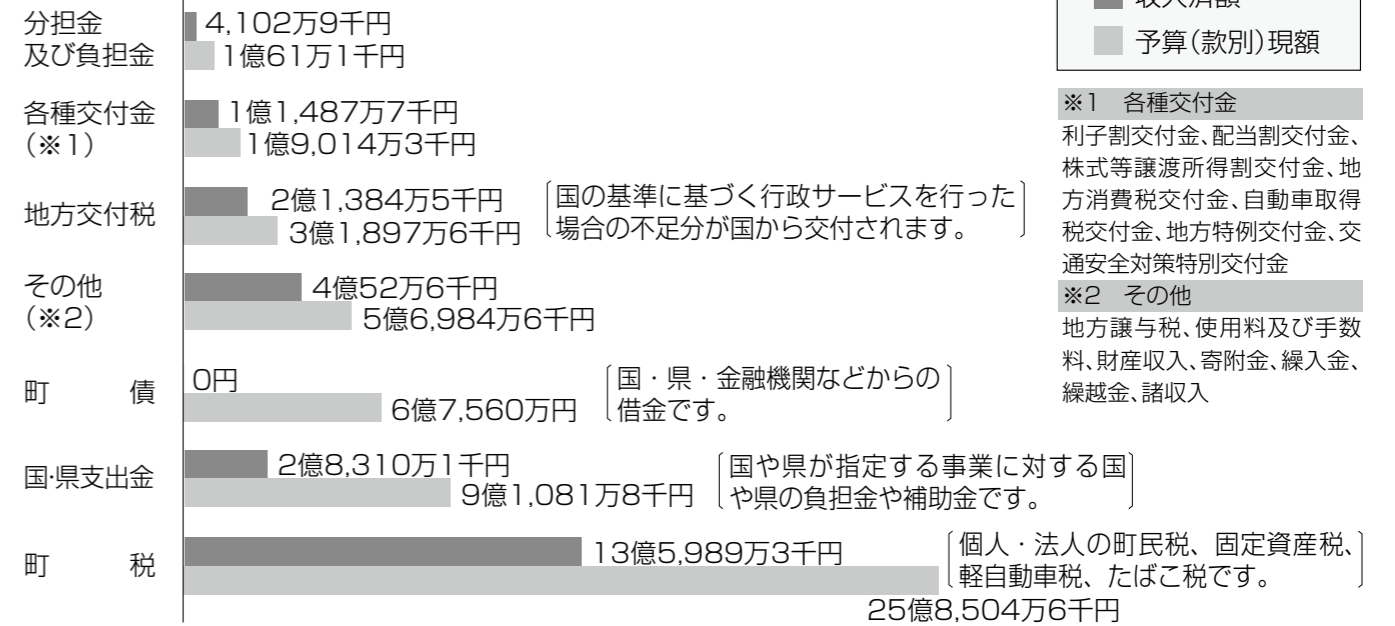 分担金
及び負担金
4,102万9千円
1億61万1千円
各種交付金
(※1)
1億1,487万7千円
1億9,014万3千円
地方交付税
2億1,384万5千円
3億1,897万6千円
国の基準に基づく行政サービスを行った
場合の不足分が国から交付されます。
その他
(※2)
4億52万6千円
5億6,984万6千円
町債
0円
6億7,560万円
国・県・金融機関などからの
借金です。
国・県支出金
2億8,310万1千円
9億1,081万8千円
国や県が指定する事業に対する国
や県の負担金や補助金です。
町税
13億5,989万3千円
25億8,504万6千円
個人・法人の町民税、固定資産税、
軽自動車税、たばこ税です。
予算(款別)現額
※1 各種交付金
利子割交付金、配当割交付金、
株式等譲渡所得割交付金、地
方消費税交付金、自動車取得
税交付金、地方特例交付金、交
通安全対策特別交付金
※2 その他
地方譲与税、使用料及び手数
料、財産収入、寄附金、繰入金、
繰越金、諸収入